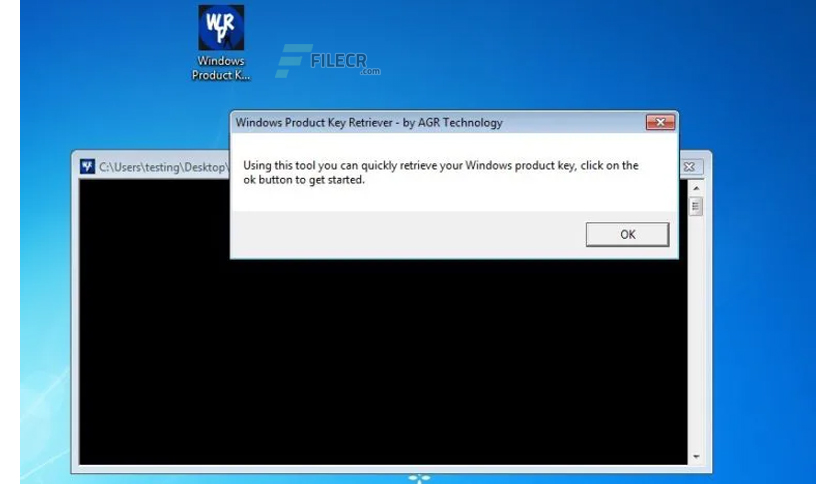 WPR
Windows
Product K...
FILECR
.com
Windows Product Key Retriever - by AGR Technology
C:\Users\testing\Desktop\
Using this tool you can quickly retrieve your Windows product key, click on the
ok button to get started.
OK